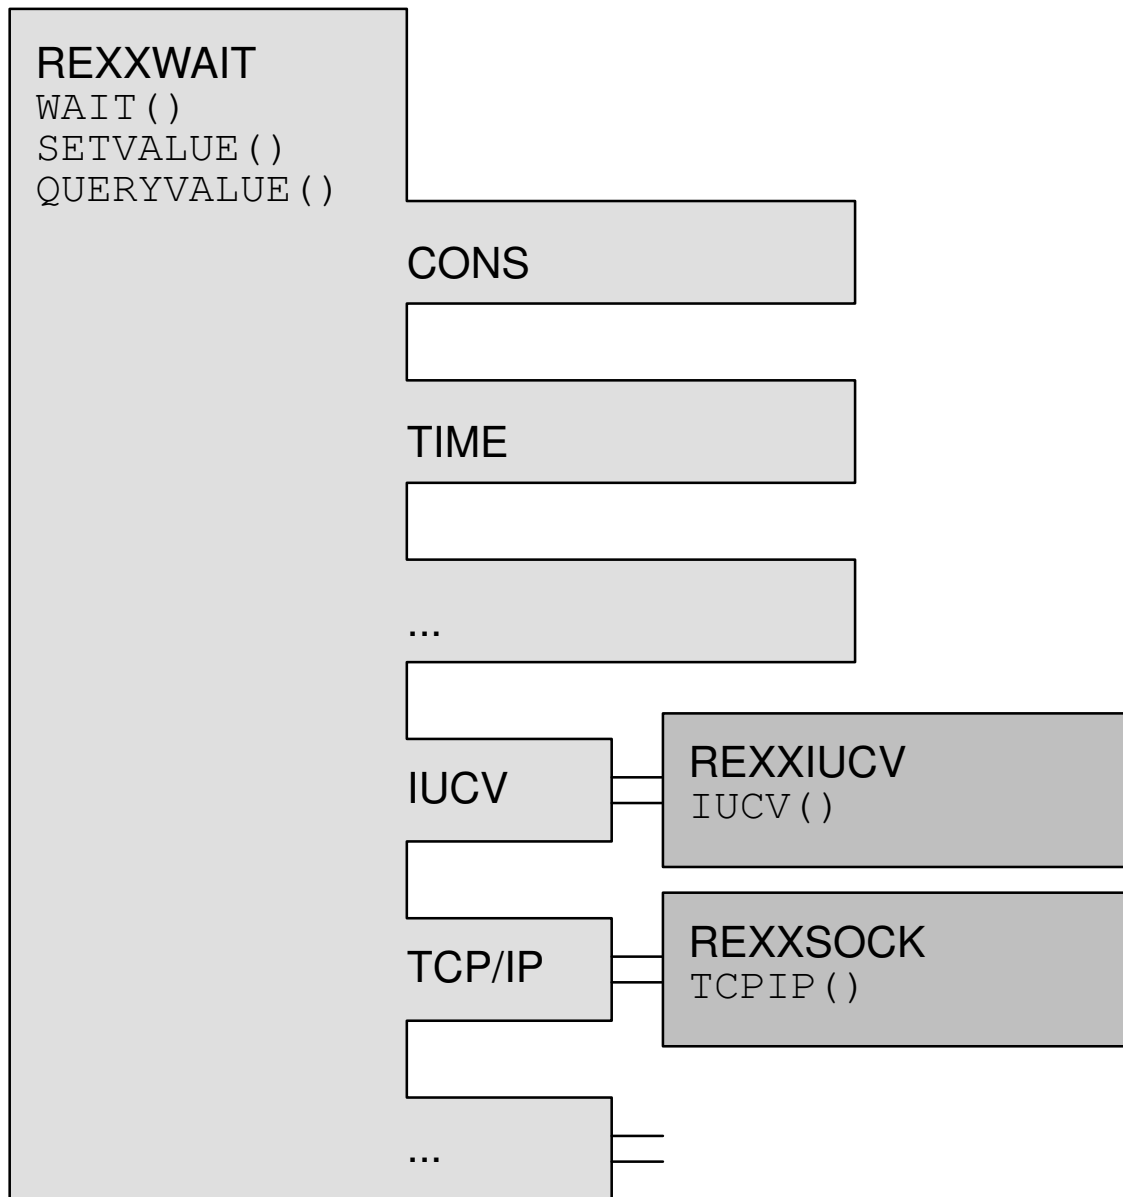 REXXWAIT
WAIT()
SETVALUE()
QUERYVALUE()
CONS
TIME
...
IUCV
REXXIUCV
IUCV()
TCP/IP
REXXSOCK
TCPIP()
...